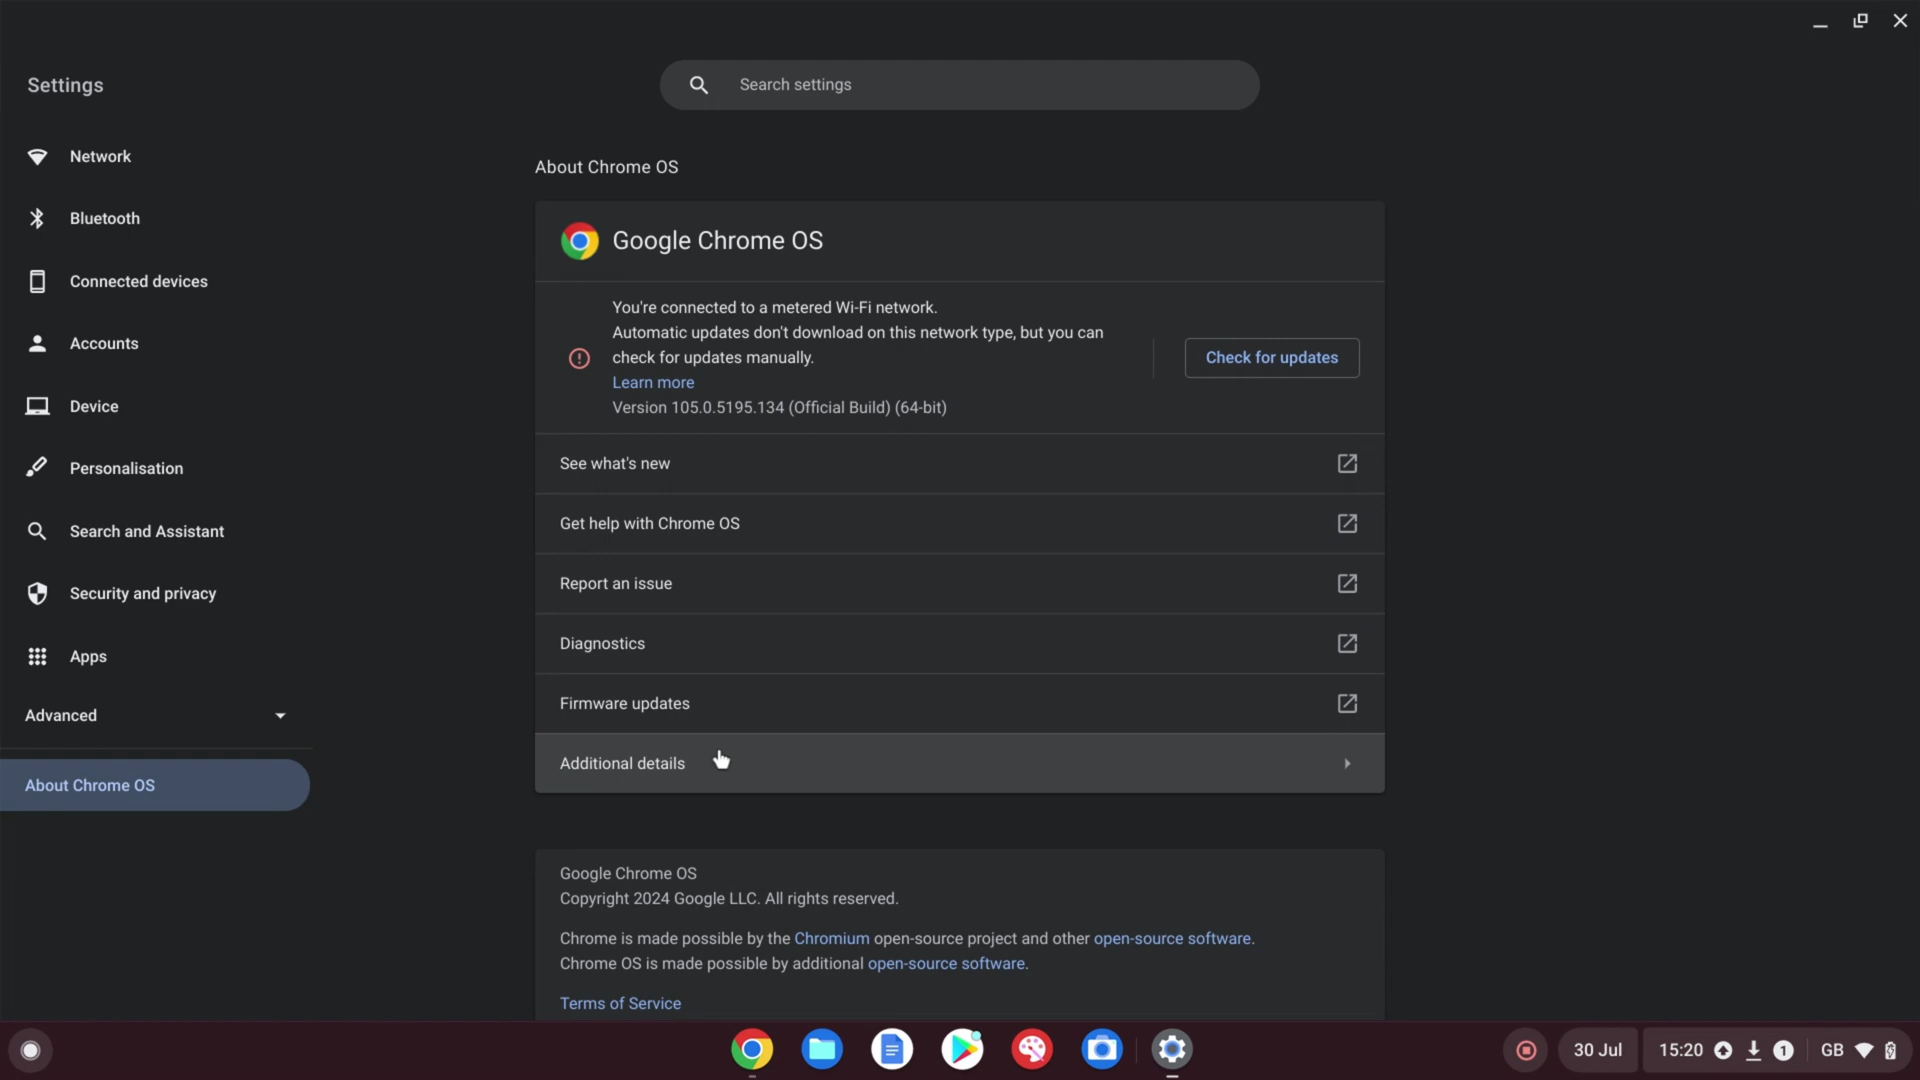 Settings
Search settings
Network
Bluetooth
Connected devices
Accounts
Device
Personalisation
Search and Assistant
Security and privacy
Apps
Advanced
About Chrome OS
About Chrome OS
Google Chrome OS
You're connected to a metered Wi-Fi network.
Automatic updates don't download on this network type, but you can
check for updates manually.
Learn more
Version 105.0.5195.134 (Official Build) (64-bit)
Check for updates
See what's new
Get help with Chrome OS
Report an issue
Diagnostics
Firmware updates
Additional details
Google Chrome OS
Copyright 2024 Google LLC. All rights reserved.
Chrome is made possible by the Chromium open-source project and other open-source software.
Chrome OS is made possible by additional open-source software.
Terms of Service
30 Jul
15:20
1
GB